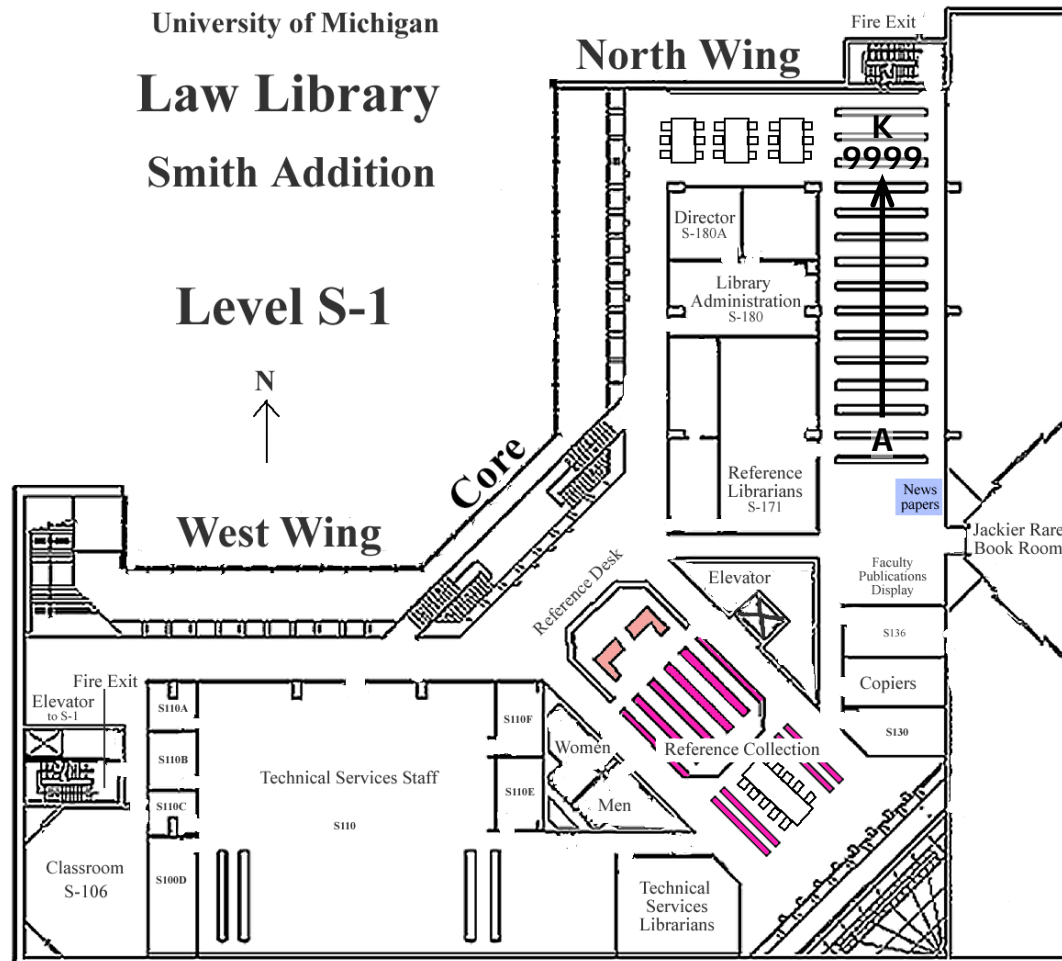 University of Michigan
Law Library
Smith Addition
Level S-1
N
North Wing
Fire Exit
K
9999
A
Director
S-180A
Library
Administration
S-180
Reference
Librarians
S-171
News
papers
Jackier Rare
Book Room
Faculty
Publications
Display
Core
West Wing
Reference Desk
Elevator
S136
Copiers
S130
Fire Exit
Elevator
to S-1
S110A
S110B
S110C
S100D
S110F
S110E
Technical Services Staff
S110
Women
Men
Reference Collection
Classroom
S-106
Technical
Services
Librarians